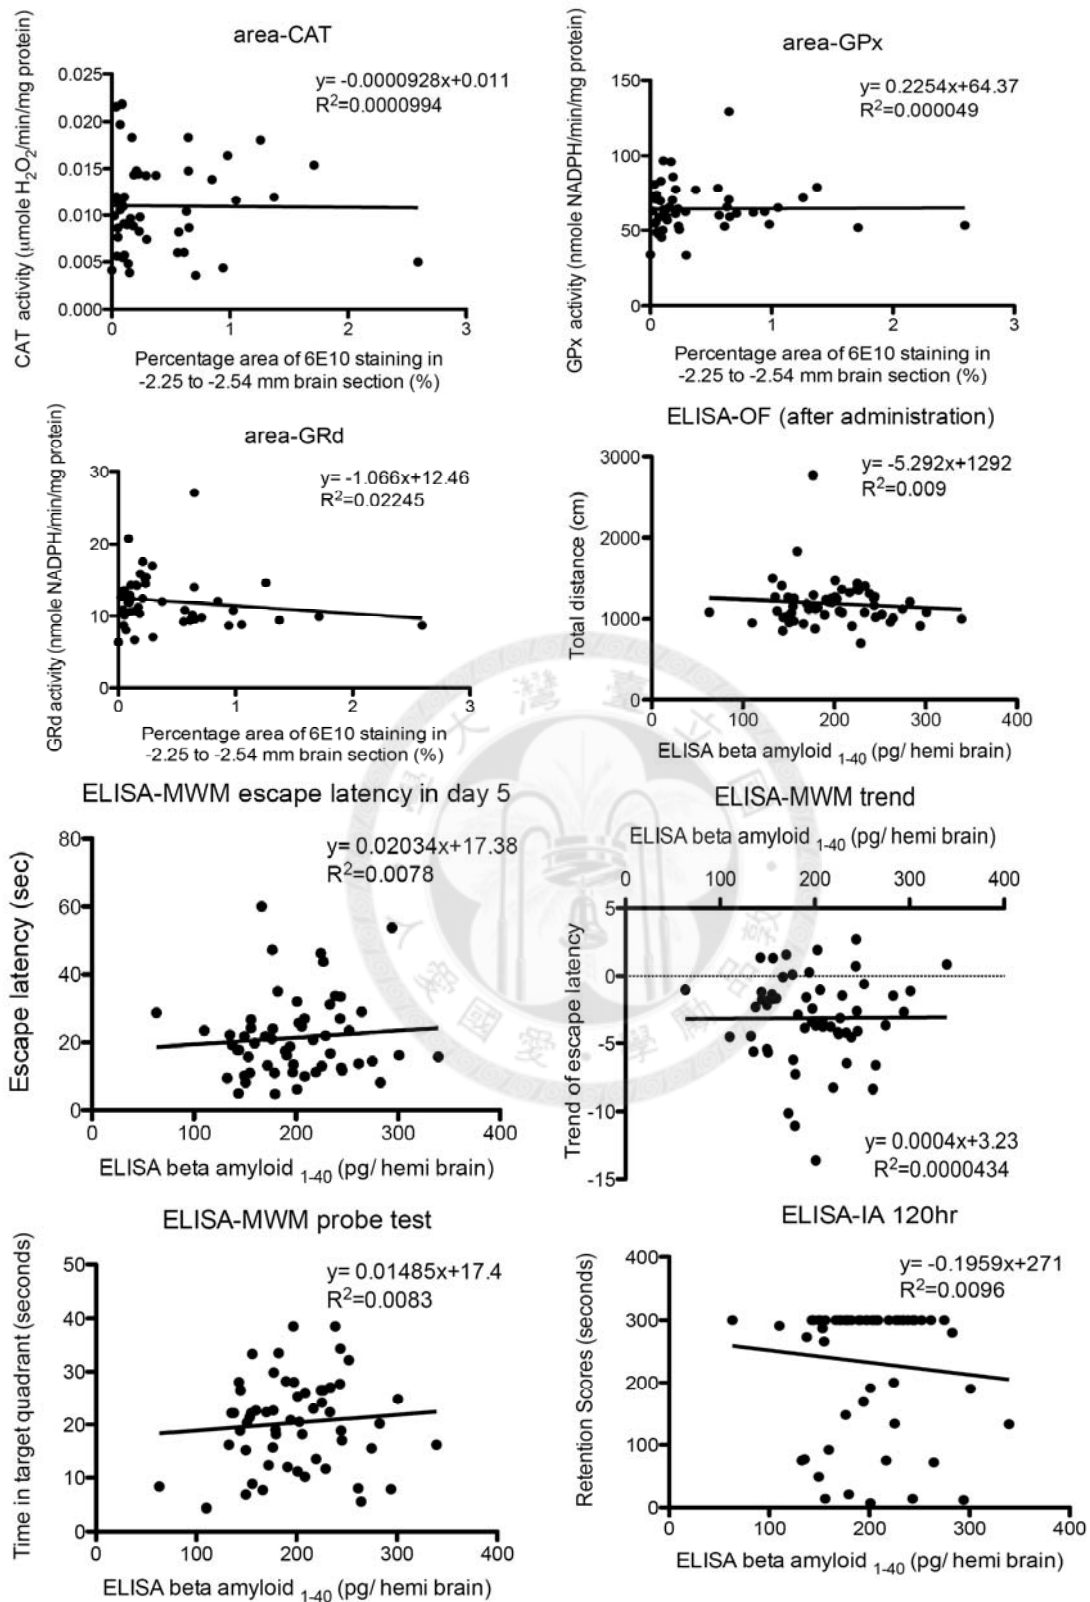 area-CAT
y= -0.0000928x+0.011
R²=0.0000994
CAT activity (μmole H₂O₂/min/mg protein)
0.025
0.020
0.015
0.010
0.005
0.000
0 1 2 3
Percentage area of 6E10 staining in
-2.25 to -2.54 mm brain section (%)
area-GPx
y= 0.2254x+64.37
R²=0.000049
GPx activity (nmole NADPH/min/mg protein)
150
100
50
0
0 1 2 3
Percentage area of 6E10 staining in
-2.25 to -2.54 mm brain section (%)
area-GRd
y= -1.066x+12.46
R²=0.02245
GRd activity (nmole NADPH/min/mg protein)
30
20
10
0
0 1 2 3
Percentage area of 6E10 staining in
-2.25 to -2.54 mm brain section (%)
ELISA-OF (after administration)
y= -5.292x+1292
R²=0.009
Total distance (cm)
3000
2000
1000
0
0 100 200 300 400
ELISA beta amyloid ₁₋₄₀ (pg/ hemi brain)
ELISA-MWM escape latency in day 5
y= 0.02034x+17.38
R²=0.0078
Escape latency (sec)
80
60
40
20
0
0 100 200 300 400
ELISA beta amyloid ₁₋₄₀ (pg/ hemi brain)
ELISA-MWM trend
ELISA beta amyloid ₁₋₄₀ (pg/ hemi brain)
0 100 200 300 400
Trend of escape latency
5
0
-5
-10
-15
y= 0.0004x+3.23
R²=0.0000434
ELISA-MWM probe test
y= 0.01485x+17.4
R²=0.0083
Time in target quadrant (seconds)
50
40
30
20
10
0
0 100 200 300 400
ELISA beta amyloid ₁₋₄₀ (pg/ hemi brain)
ELISA-IA 120hr
y= -0.1959x+271
R²=0.0096
Retention Scores (seconds)
400
300
200
100
0
0 100 200 300 400
ELISA beta amyloid ₁₋₄₀ (pg/ hemi brain)